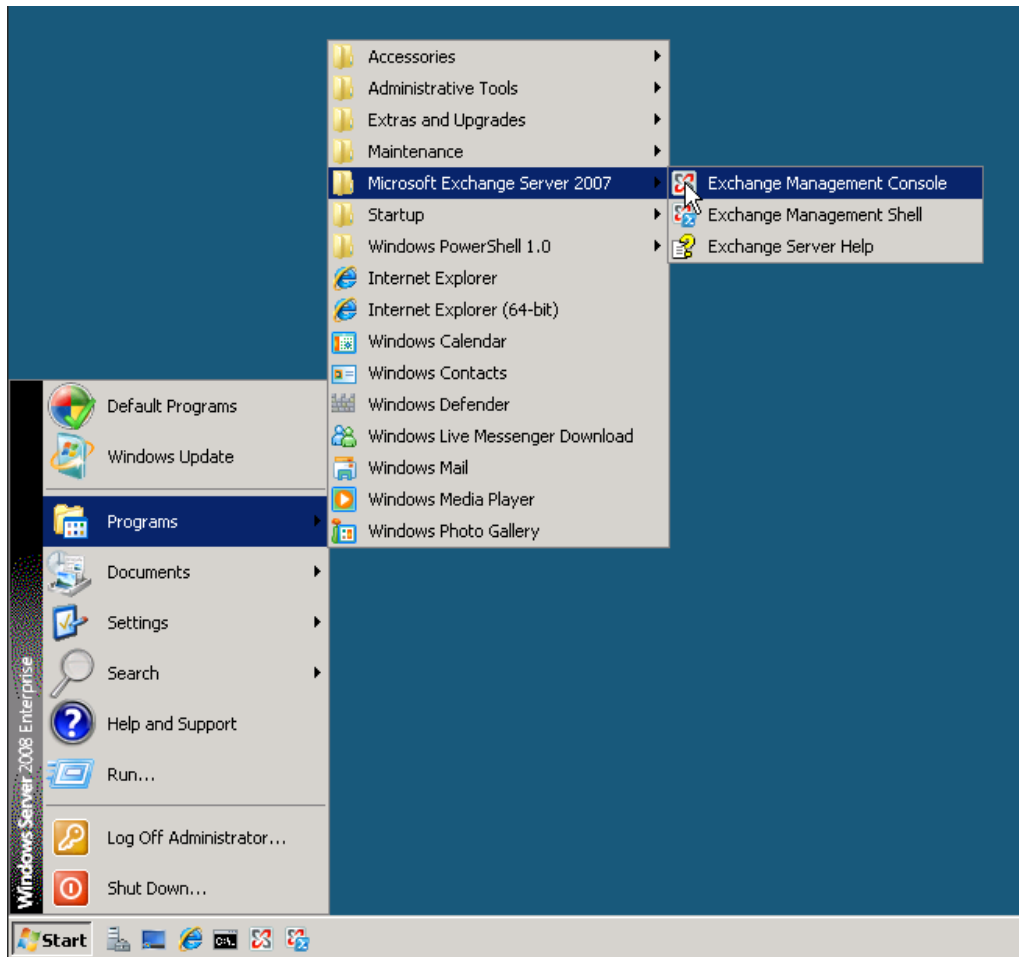 Accessories
Administrative Tools
Extras and Upgrades
Maintenance
Microsoft Exchange Server 2007
Startup
Windows PowerShell 1.0
Internet Explorer
Internet Explorer (64-bit)
Windows Calendar
Windows Contacts
Windows Defender
Windows Live Messenger Download
Windows Mail
Windows Media Player
Windows Photo Gallery
Exchange Management Console
Exchange Management Shell
Exchange Server Help
Default Programs
Windows Update
Programs
Documents
Settings
Search
Help and Support
Run...
Log Off Administrator...
Shut Down...
Windows Server 2008 Enterprise
Start